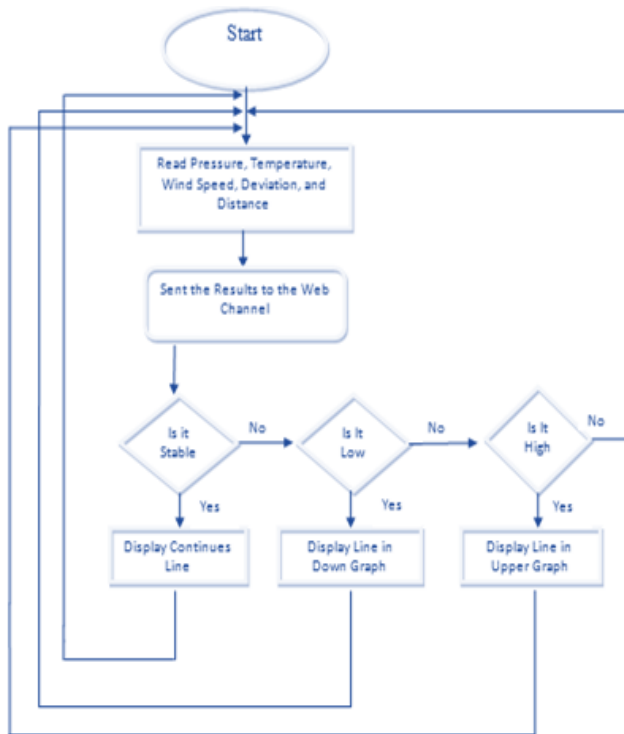 Start
Read Pressure, Temperature,
Wind Speed, Deviation, and
Distance
Sent the Results to the Web
Channel
Is it
Stable
No
Is It
Low
No
Is It
High
No
Yes
Yes
Yes
Display Continues
Line
Display Line in
Down Graph
Display Line in
Upper Graph